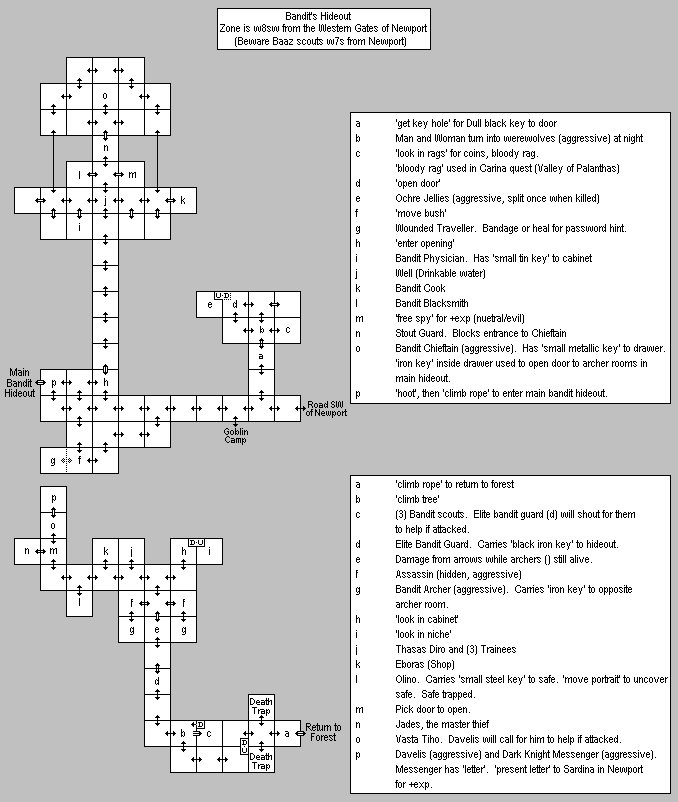 Bandit's Hideout
Zone is w8sw from the Western Gates of Newport
(Beware Baaz scouts w7s from Newport)
o
n
l m
j k
i
a 'get key hole' for Dull black key to door
b Man and Woman turn into werewolves (aggressive) at night
c 'look in rags' for coins, bloody rag.
'bloody rag' used in Carina quest (Valley of Palanthas)
d 'open door'
e Ochre Jellies (aggressive, split once when killed)
f 'move bush'
g Wounded Traveller. Bandage or heal for password hint.
h 'enter opening'
i Bandit Physician. Has 'small tin key' to cabinet
j Well (Drinkable water)
k Bandit Cook
l Bandit Blacksmith
m 'free spy' for +exp (nuetral/evil)
n Stout Guard. Blocks entrance to Chieftain
o Bandit Chieftain (aggressive). Has 'small metallic key' to drawer.
'iron key' inside drawer used to open door to archer rooms in
main hideout.
p 'hoot', then 'climb rope' to enter main bandit hideout.
U D
e d
b c
a
Main
Bandit
Hideout
p h
Road SW
of Newport
Goblin
Camp
g f
p
o
n m k j h D U i
l f f
g e g
d
Death
Trap
D
b c a
Return to
Forest
D
U
Death
Trap
a 'climb rope' to return to forest
b 'climb tree'
c (3) Bandit scouts. Elite bandit guard (d) will shout for them
to help if attacked.
d Elite Bandit Guard. Carries 'black iron key' to hideout.
e Damage from arrows while archers () still alive.
f Assassin (hidden, aggressive)
g Bandit Archer (aggressive). Carries 'iron key' to opposite
archer room.
h 'look in cabinet'
i 'look in niche'
j Thasas Diro and (3) Trainees
k Eboras (Shop)
l Olino. Carries 'small steel key' to safe. 'move portrait' to uncover
safe. Safe trapped.
m Pick door to open.
n Jades, the master thief
o Vasta Tiho. Davelis will call for him to help if attacked.
p Davelis (aggressive) and Dark Knight Messenger (aggressive).
Messenger has 'letter'. 'present letter' to Sardina in Newport
for +exp.